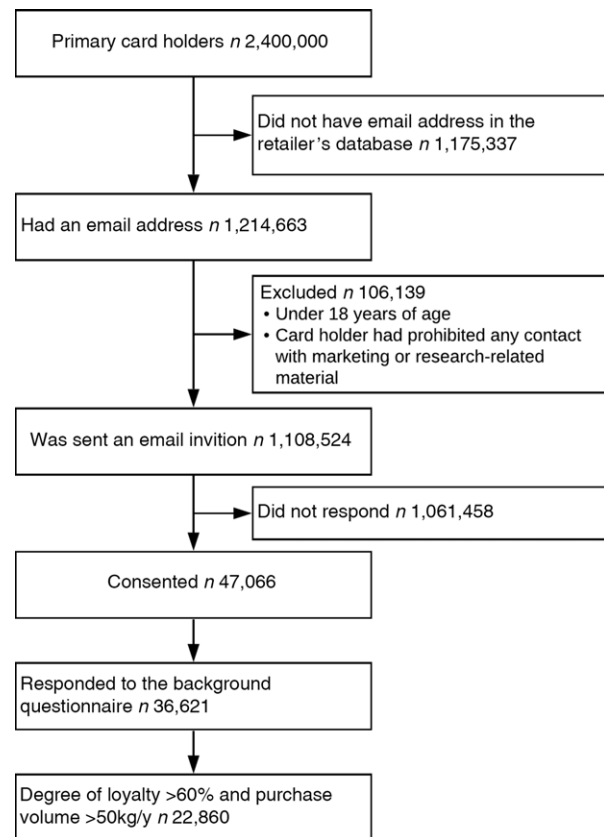 Primary card holders n 2,400,000
Did not have email address in the
retailer's database n 1,175,337
Had an email address n 1,214,663
Excluded n 106,139
• Under 18 years of age
• Card holder had prohibited any contact
with marketing or research-related
material
Was sent an email invition n 1,108,524
Did not respond n 1,061,458
Consented n 47,066
Responded to the background
questionnaire n 36,621
Degree of loyalty >60% and purchase
volume >50kg/y n 22,860